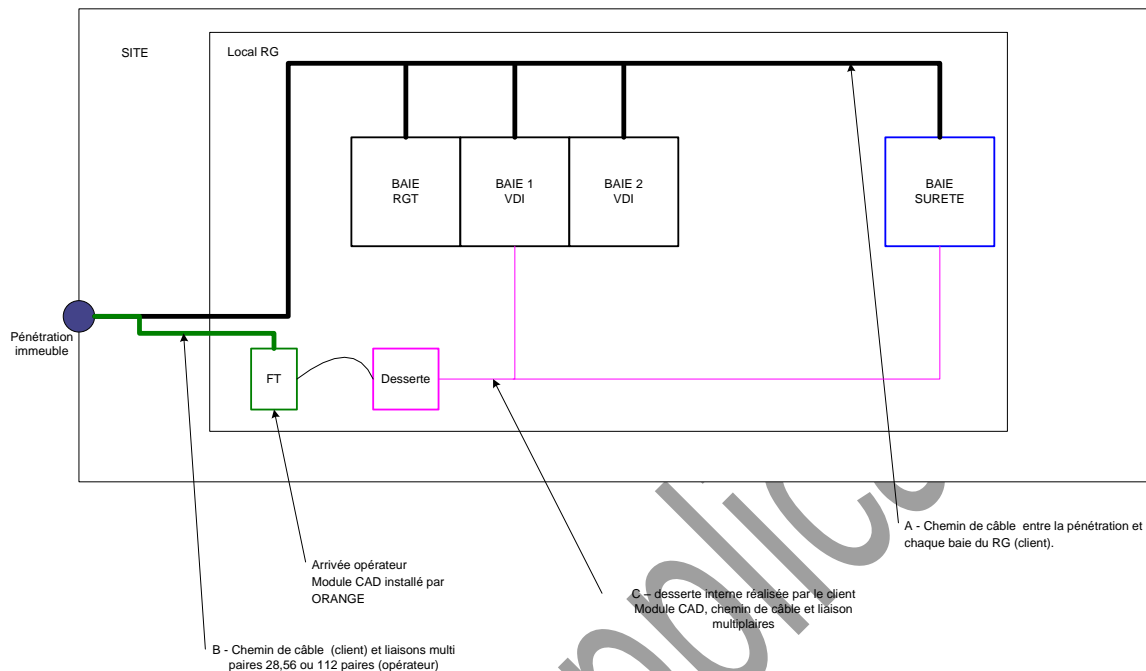 SITE
Local RG
BAIE
RGT
BAIE 1
VDI
BAIE 2
VDI
BAIE
SURETE
Pénétration
immeuble
FT
Desserte
A - Chemin de câble entre la pénétration et
chaque baie du RG (client).
Arrivée opérateur
Module CAD installé par
ORANGE
C – desserte interne réalisée par le client
Module CAD, chemin de câble et liaison
multiplaires
B - Chemin de câble (client) et liaisons multi
paires 28,56 ou 112 paires (opérateur)